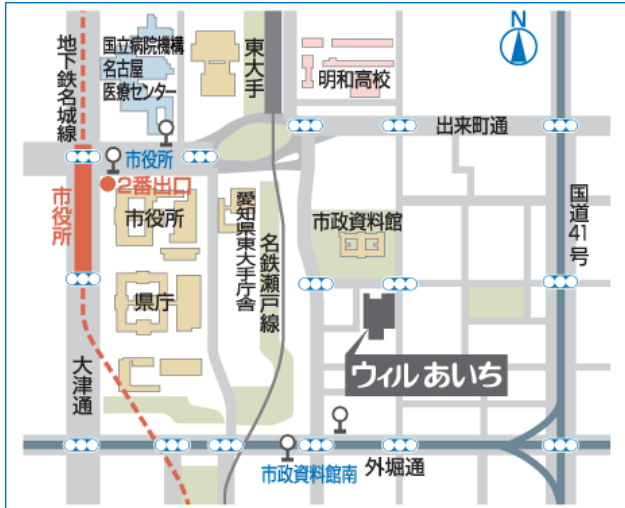 N
地下鉄名城線
国立病院機構
名古屋
医療センター
東大手
明和高校
出来町通
市役所
2番出口
市役所
市役所
愛知県東大手庁舎
名鉄瀬戸線
市政資料館
国道41号
県庁
大津通
ウィルあいち
市政資料館南
外堀通